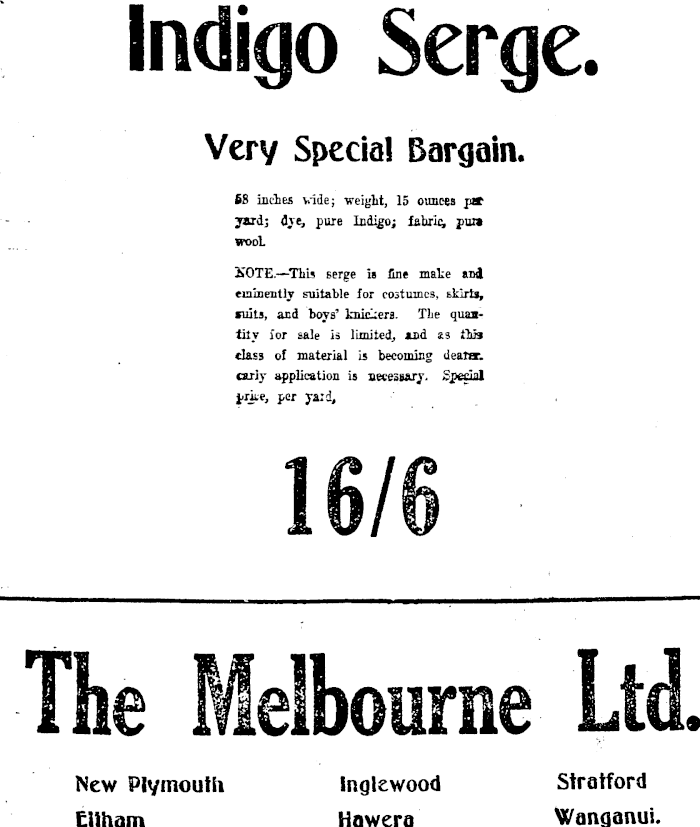 Indigo Serge.
Very Special Bargain.
58 inches wide; weight, 15 ounces per
yard; dye, pure Indigo; fabric, pure
wool.
NOTE.—This serge is fine make and
eminently suitable for costumes, skirts,
suits, and boys' knickers. The quan-
tity for sale is limited, and as this
class of material is becoming dearer.
early application is necessary. Special
price, per yard,
16/6
The Melbourne Ltd.
New Plymouth Inglewood Stratford
Eltham Hawera Wanganui.